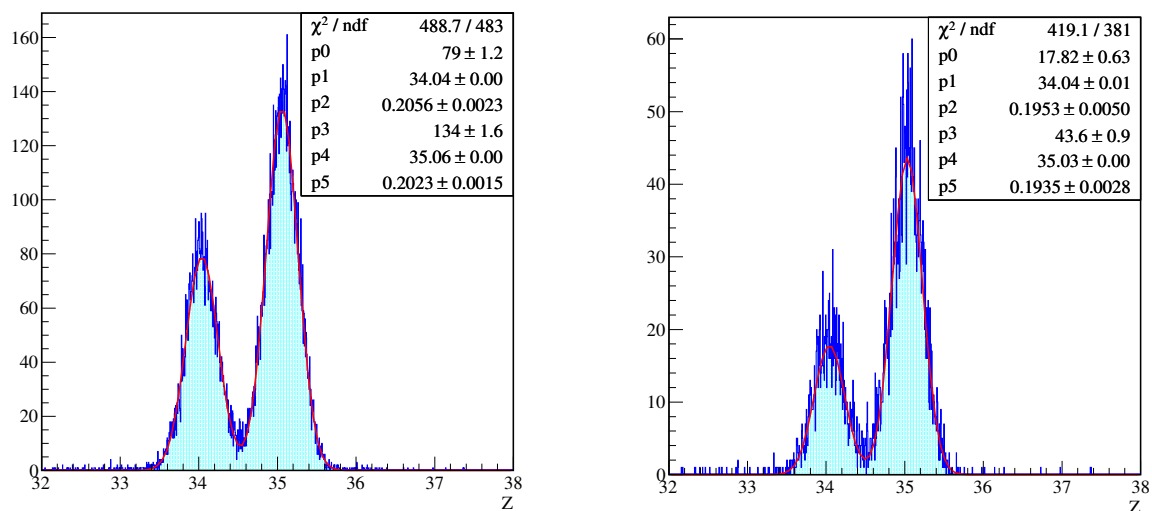 χ² / ndf 488.7 / 483
p0 79 ± 1.2
p1 34.04 ± 0.00
p2 0.2056 ± 0.0023
p3 134 ± 1.6
p4 35.06 ± 0.00
p5 0.2023 ± 0.0015
160
140
120
100
80
60
40
20
0
32 33 34 35 36 37 38
Z
χ² / ndf 419.1 / 381
p0 17.82 ± 0.63
p1 34.04 ± 0.01
p2 0.1953 ± 0.0050
p3 43.6 ± 0.9
p4 35.03 ± 0.00
p5 0.1935 ± 0.0028
60
50
40
30
20
10
0
32 33 34 35 36 37 38
Z